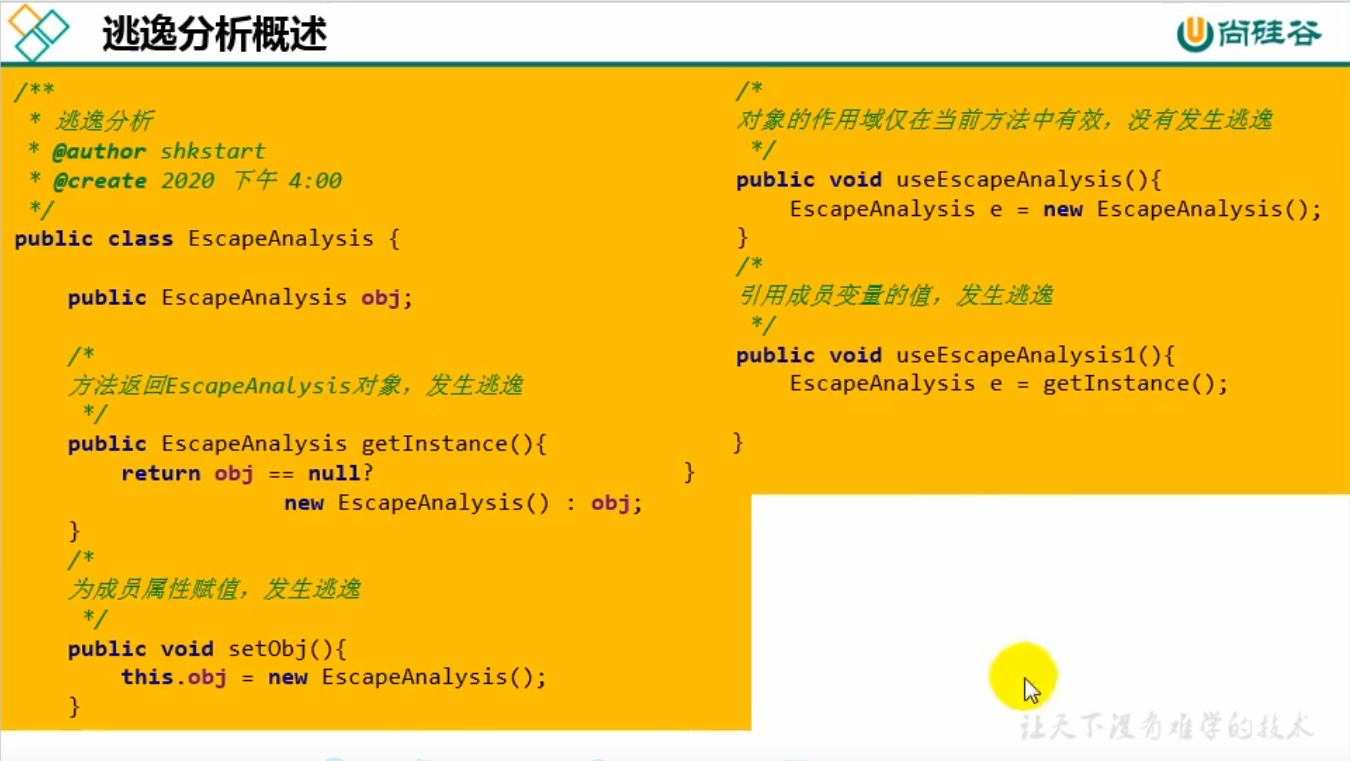 逃逸分析概述
尚硅谷
/**
 * 逃逸分析
 * @author shkstart
 * @create 2020 下午 4:00
 */
public class EscapeAnalysis {
    public EscapeAnalysis obj;
    /*
    方法返回EscapeAnalysis对象，发生逃逸
     */
    public EscapeAnalysis getInstance(){
        return obj == null?
                    new EscapeAnalysis() : obj;
    }
    /*
    为成员属性赋值，发生逃逸
     */
    public void setObj(){
        this.obj = new EscapeAnalysis();
    }
/*
对象的作用域仅在当前方法中有效，没有发生逃逸
 */
public void useEscapeAnalysis(){
    EscapeAnalysis e = new EscapeAnalysis();
}
/*
引用成员变量的值，发生逃逸
 */
public void useEscapeAnalysis1(){
    EscapeAnalysis e = getInstance();
}
}
让天下没有难学的技术